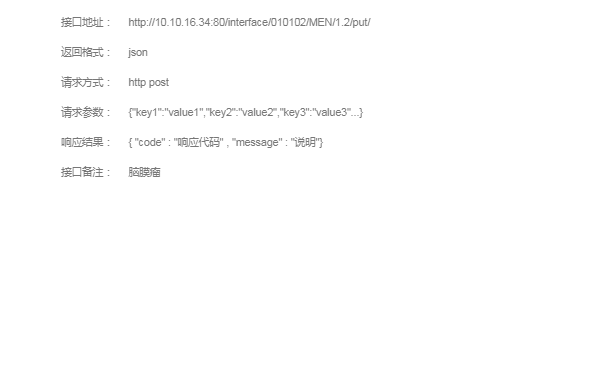 接口地址： http://10.10.16.34:80/interface/010102/MEN/1.2/put/
返回格式： json
请求方式： http post
请求参数： {"key1":"value1","key2":"value2","key3":"value3"...}
响应结果： { "code" : "响应代码" , "message" : "说明"}
接口备注： 脑膜瘤